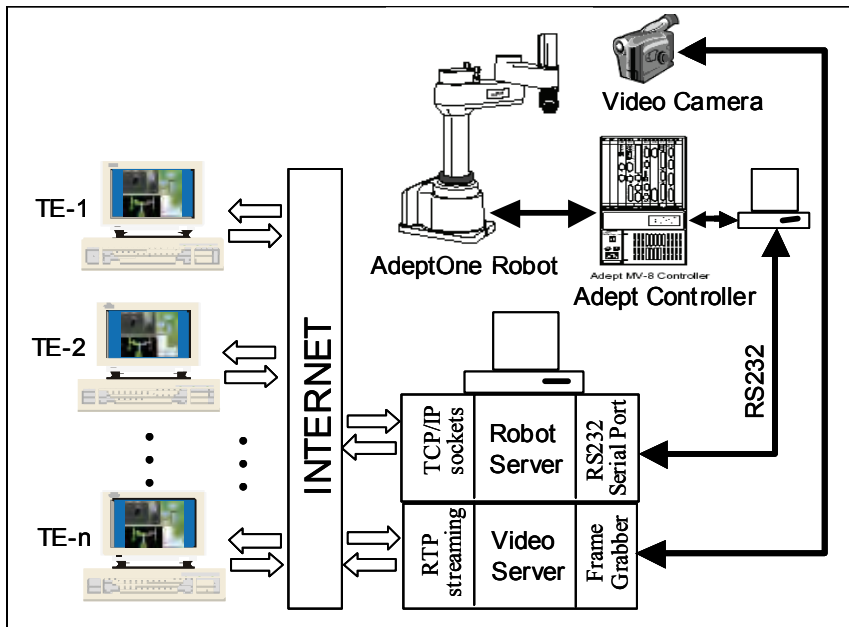 Video Camera
TE-1
AdeptOne Robot
Adept MV-8 Controller
Adept Controller
TE-2
INTERNET
RS232
TCP/IP
sockets
Robot
Server
RS232
Serial Port
TE-n
RTP
streaming
Video
Server
Frame
Grabber